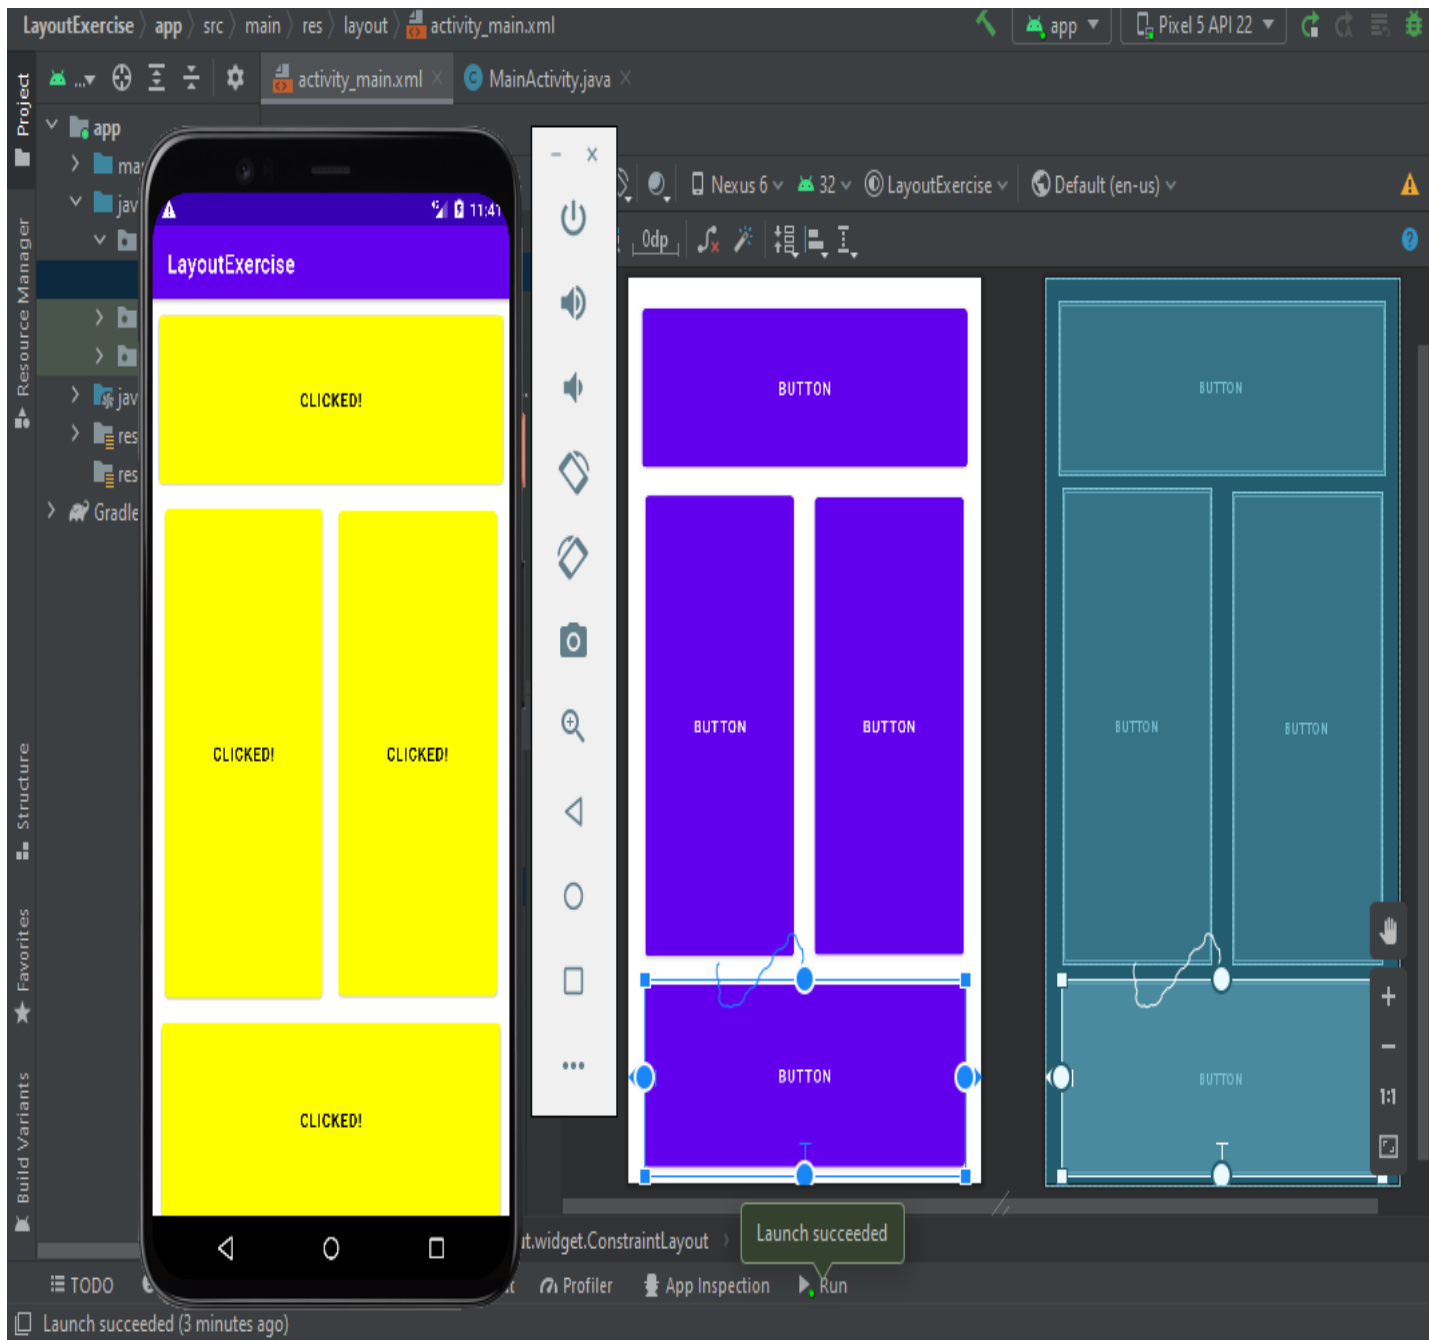 LayoutExercise app src main res layout activity_main.xml app Pixel 5 API 22
Project
... activity_main.xml MainActivity.java
app
Nexus 6 32 LayoutExercise Default (en-us)
11:41
0dp
Resource Manager
LayoutExercise
CLICKED!
BUTTON
BUTTON
Gradle
CLICKED!
CLICKED!
BUTTON
BUTTON
BUTTON
BUTTON
Structure
Favorites
BUTTON
BUTTON
1:1
Build Variants
CLICKED!
Launch succeeded
TODO Profiler App Inspection Run
Launch succeeded (3 minutes ago)